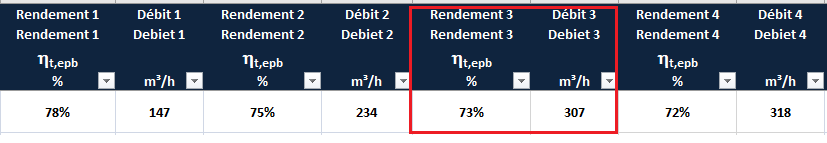 Rendement 1 Débit 1 Rendement 2 Débit 2 Rendement 3 Débit 3 Rendement 4 Débit 4
Rendement 1 Debiet 1 Rendement 2 Debiet 2 Rendement 3 Debiet 3 Rendement 4 Debiet 4
ηt,epb ηt,epb ηt,epb ηt,epb
% m³/h % m³/h % m³/h % m³/h
78% 147 75% 234 73% 307 72% 318